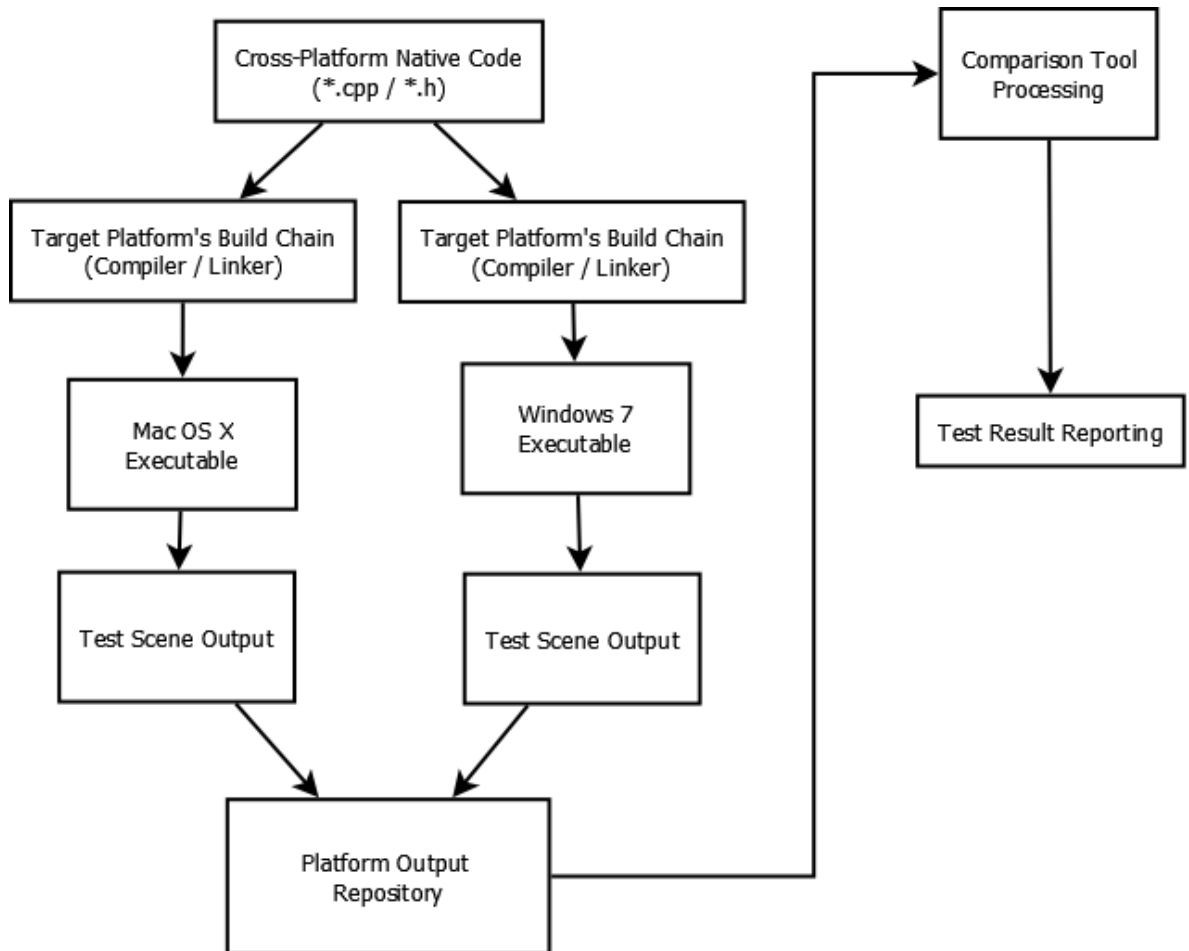 Cross-Platform Native Code
(*.cpp / *.h)
Target Platform's Build Chain
(Compiler / Linker)
Target Platform's Build Chain
(Compiler / Linker)
Mac OS X
Executable
Windows 7
Executable
Test Scene Output
Test Scene Output
Platform Output
Repository
Comparison Tool
Processing
Test Result Reporting